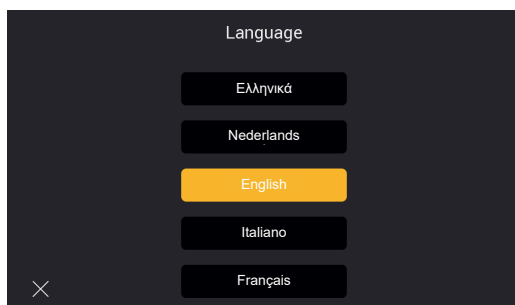 Language
Ελληνικά
Nederlands
English
Italiano
Français